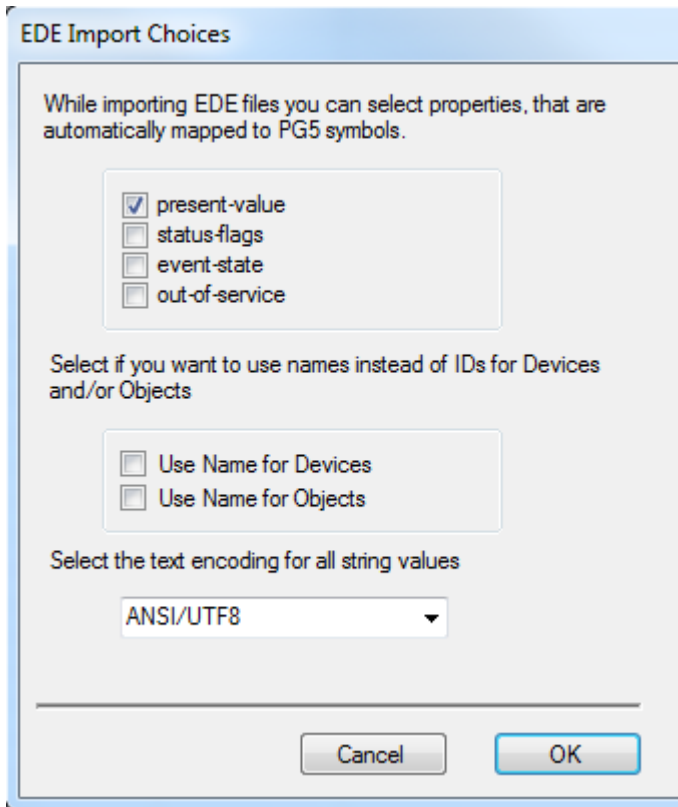 EDE Import Choices
While importing EDE files you can select properties, that are
automatically mapped to PG5 symbols.
present-value
status-flags
event-state
out-of-service
Select if you want to use names instead of IDs for Devices
and/or Objects
Use Name for Devices
Use Name for Objects
Select the text encoding for all string values
ANSI/UTF8
Cancel
OK